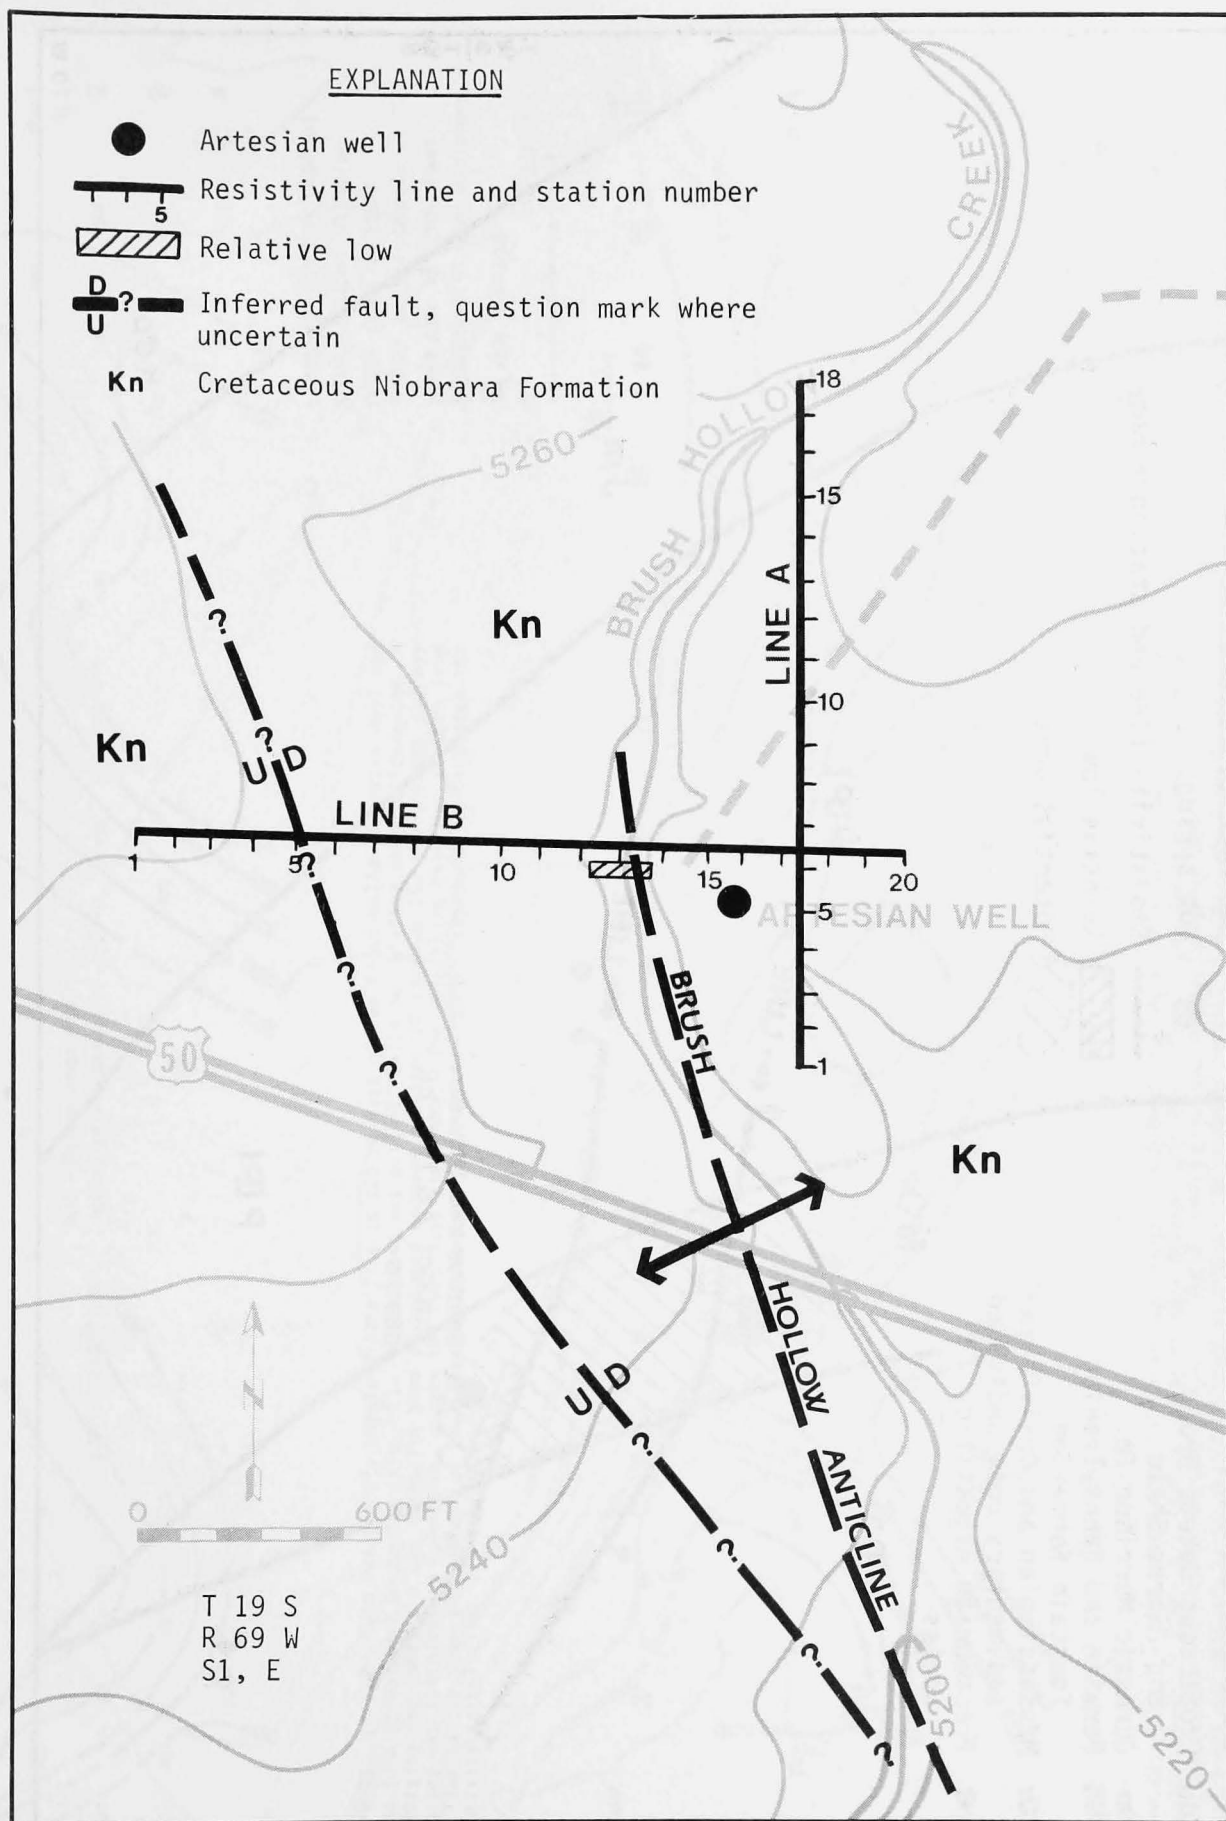 EXPLANATION
Artesian well
Resistivity line and station number
5
Relative low
D
?
U
Inferred fault, question mark where
uncertain
Kn Cretaceous Niobrara Formation
CREEK
HOLLOW
BRUSH
5260
18
15
LINE A
10
5
1
Kn
Kn
?
?
U D
LINE B
1 5 10 15 20
?
ARTESIAN WELL
?
?
50
BRUSH
Kn
HOLLOW
ANTICLINE
D
U
?
?
?
?
N
0 600 FT
5240
T 19 S
R 69 W
S1, E
5200
5220